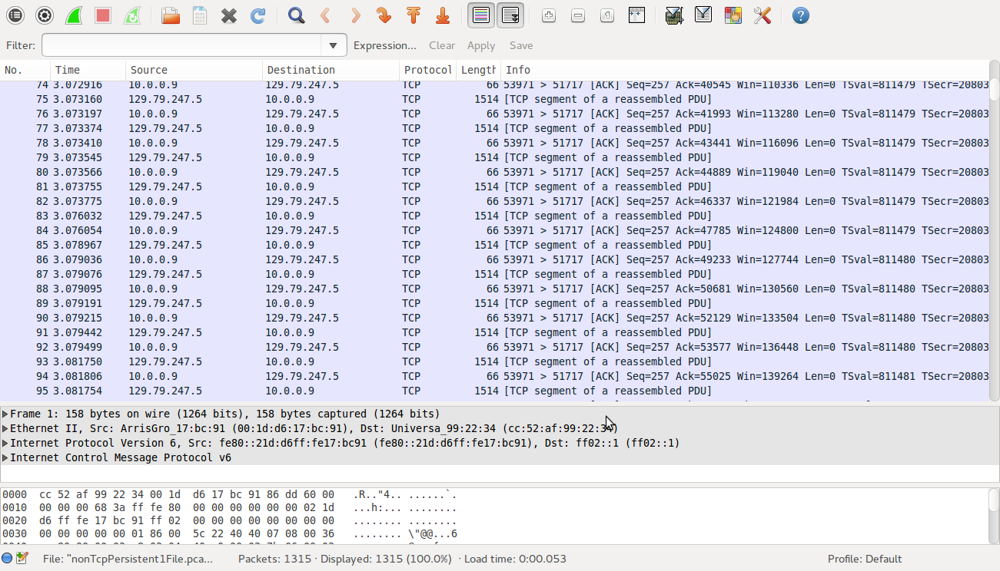 Filter: Expression... Clear Apply Save
No. Time Source Destination Protocol Length Info
74 3.072916 10.0.0.9 129.79.247.5 TCP 66 53971 > 51717 [ACK] Seq=257 Ack=40545 Win=110336 Len=0 TSval=811479 TSecr=20803
75 3.073160 129.79.247.5 10.0.0.9 TCP 1514 [TCP segment of a reassembled PDU]
76 3.073197 10.0.0.9 129.79.247.5 TCP 66 53971 > 51717 [ACK] Seq=257 Ack=41993 Win=113280 Len=0 TSval=811479 TSecr=20803
77 3.073374 129.79.247.5 10.0.0.9 TCP 1514 [TCP segment of a reassembled PDU]
78 3.073410 10.0.0.9 129.79.247.5 TCP 66 53971 > 51717 [ACK] Seq=257 Ack=43441 Win=116096 Len=0 TSval=811479 TSecr=20803
79 3.073545 129.79.247.5 10.0.0.9 TCP 1514 [TCP segment of a reassembled PDU]
80 3.073566 10.0.0.9 129.79.247.5 TCP 66 53971 > 51717 [ACK] Seq=257 Ack=44889 Win=119040 Len=0 TSval=811479 TSecr=20803
81 3.073755 129.79.247.5 10.0.0.9 TCP 1514 [TCP segment of a reassembled PDU]
82 3.073775 10.0.0.9 129.79.247.5 TCP 66 53971 > 51717 [ACK] Seq=257 Ack=46337 Win=121984 Len=0 TSval=811479 TSecr=20803
83 3.076032 129.79.247.5 10.0.0.9 TCP 1514 [TCP segment of a reassembled PDU]
84 3.076054 10.0.0.9 129.79.247.5 TCP 66 53971 > 51717 [ACK] Seq=257 Ack=47785 Win=124800 Len=0 TSval=811479 TSecr=20803
85 3.078967 129.79.247.5 10.0.0.9 TCP 1514 [TCP segment of a reassembled PDU]
86 3.079036 10.0.0.9 129.79.247.5 TCP 66 53971 > 51717 [ACK] Seq=257 Ack=49233 Win=127744 Len=0 TSval=811480 TSecr=20803
87 3.079076 129.79.247.5 10.0.0.9 TCP 1514 [TCP segment of a reassembled PDU]
88 3.079095 10.0.0.9 129.79.247.5 TCP 66 53971 > 51717 [ACK] Seq=257 Ack=50681 Win=130560 Len=0 TSval=811480 TSecr=20803
89 3.079191 129.79.247.5 10.0.0.9 TCP 1514 [TCP segment of a reassembled PDU]
90 3.079215 10.0.0.9 129.79.247.5 TCP 66 53971 > 51717 [ACK] Seq=257 Ack=52129 Win=133504 Len=0 TSval=811480 TSecr=20803
91 3.079442 129.79.247.5 10.0.0.9 TCP 1514 [TCP segment of a reassembled PDU]
92 3.079499 10.0.0.9 129.79.247.5 TCP 66 53971 > 51717 [ACK] Seq=257 Ack=53577 Win=136448 Len=0 TSval=811480 TSecr=20803
93 3.081750 129.79.247.5 10.0.0.9 TCP 1514 [TCP segment of a reassembled PDU]
94 3.081806 10.0.0.9 129.79.247.5 TCP 66 53971 > 51717 [ACK] Seq=257 Ack=55025 Win=139264 Len=0 TSval=811481 TSecr=20803
95 3.081754 129.79.247.5 10.0.0.9 TCP 1514 [TCP segment of a reassembled PDU]
Frame 1: 158 bytes on wire (1264 bits), 158 bytes captured (1264 bits)
Ethernet II, Src: ArrisGro_17:bc:91 (00:1d:d6:17:bc:91), Dst: Universa_99:22:34 (cc:52:af:99:22:34)
Internet Protocol Version 6, Src: fe80::21d:d6ff:fe17:bc91 (fe80::21d:d6ff:fe17:bc91), Dst: ff02::1 (ff02::1)
Internet Control Message Protocol v6
0000 cc 52 af 99 22 34 00 1d d6 17 bc 91 86 dd 60 00 .R.."4.. ......`.
0010 00 00 00 68 3a ff fe 80 00 00 00 00 00 00 02 1d ...h:... ........
0020 d6 ff fe 17 bc 91 ff 02 00 00 00 00 00 00 00 00 ........ ........
0030 00 00 00 00 00 01 86 00 5c 22 40 40 07 08 00 36 ........ \"@@...6
File: "nonTcpPersistent1File.pca... Packets: 1315 · Displayed: 1315 (100.0%) · Load time: 0:00.053 Profile: Default